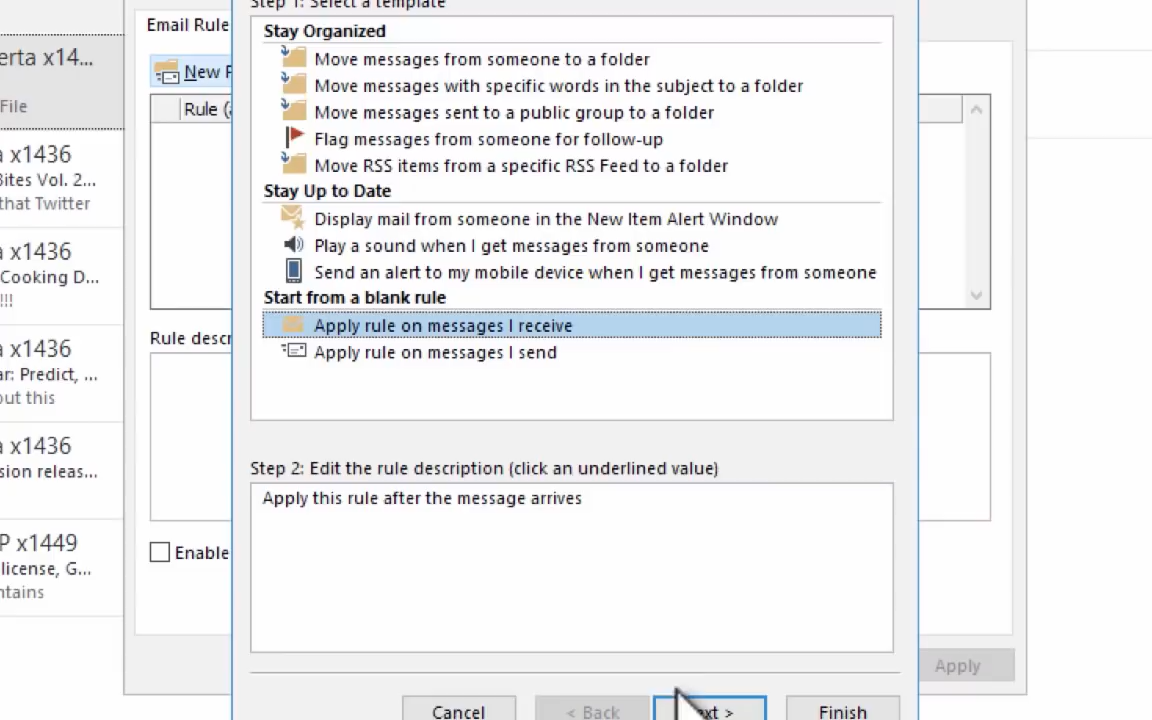 Step 1: Select a template
Email Rule
Stay Organized
erta x14...
Move messages from someone to a folder
New
Move messages with specific words in the subject to a folder
File
Rule (a
Move messages sent to a public group to a folder
Flag messages from someone for follow-up
a x1436
Move RSS items from a specific RSS Feed to a folder
Bites Vol. 2...
Stay Up to Date
that Twitter
Display mail from someone in the New Item Alert Window
Play a sound when I get messages from someone
a x1436
Send an alert to my mobile device when I get messages from someone
Cooking D...
Start from a blank rule
!!!
Apply rule on messages I receive
Rule descr
Apply rule on messages I send
a x1436
ar: Predict, ...
out this
a x1436
Step 2: Edit the rule description (click an underlined value)
sion releas...
Apply this rule after the message arrives
P x1449
Enable
license, G...
ntains
Apply
Cancel
< Back
ext >
Finish